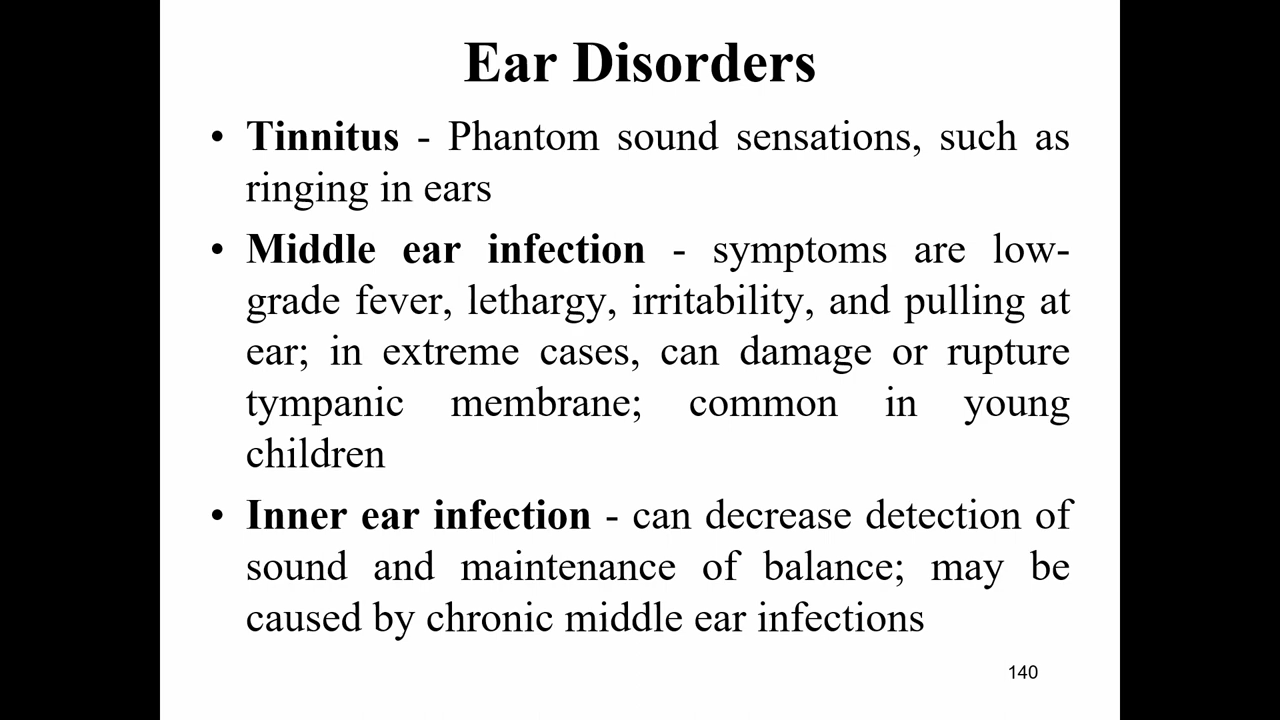 Ear Disorders
• Tinnitus - Phantom sound sensations, such as
ringing in ears
• Middle ear infection - symptoms are low-
grade fever, lethargy, irritability, and pulling at
ear; in extreme cases, can damage or rupture
tympanic membrane; common in young
children
• Inner ear infection - can decrease detection of
sound and maintenance of balance; may be
caused by chronic middle ear infections
140